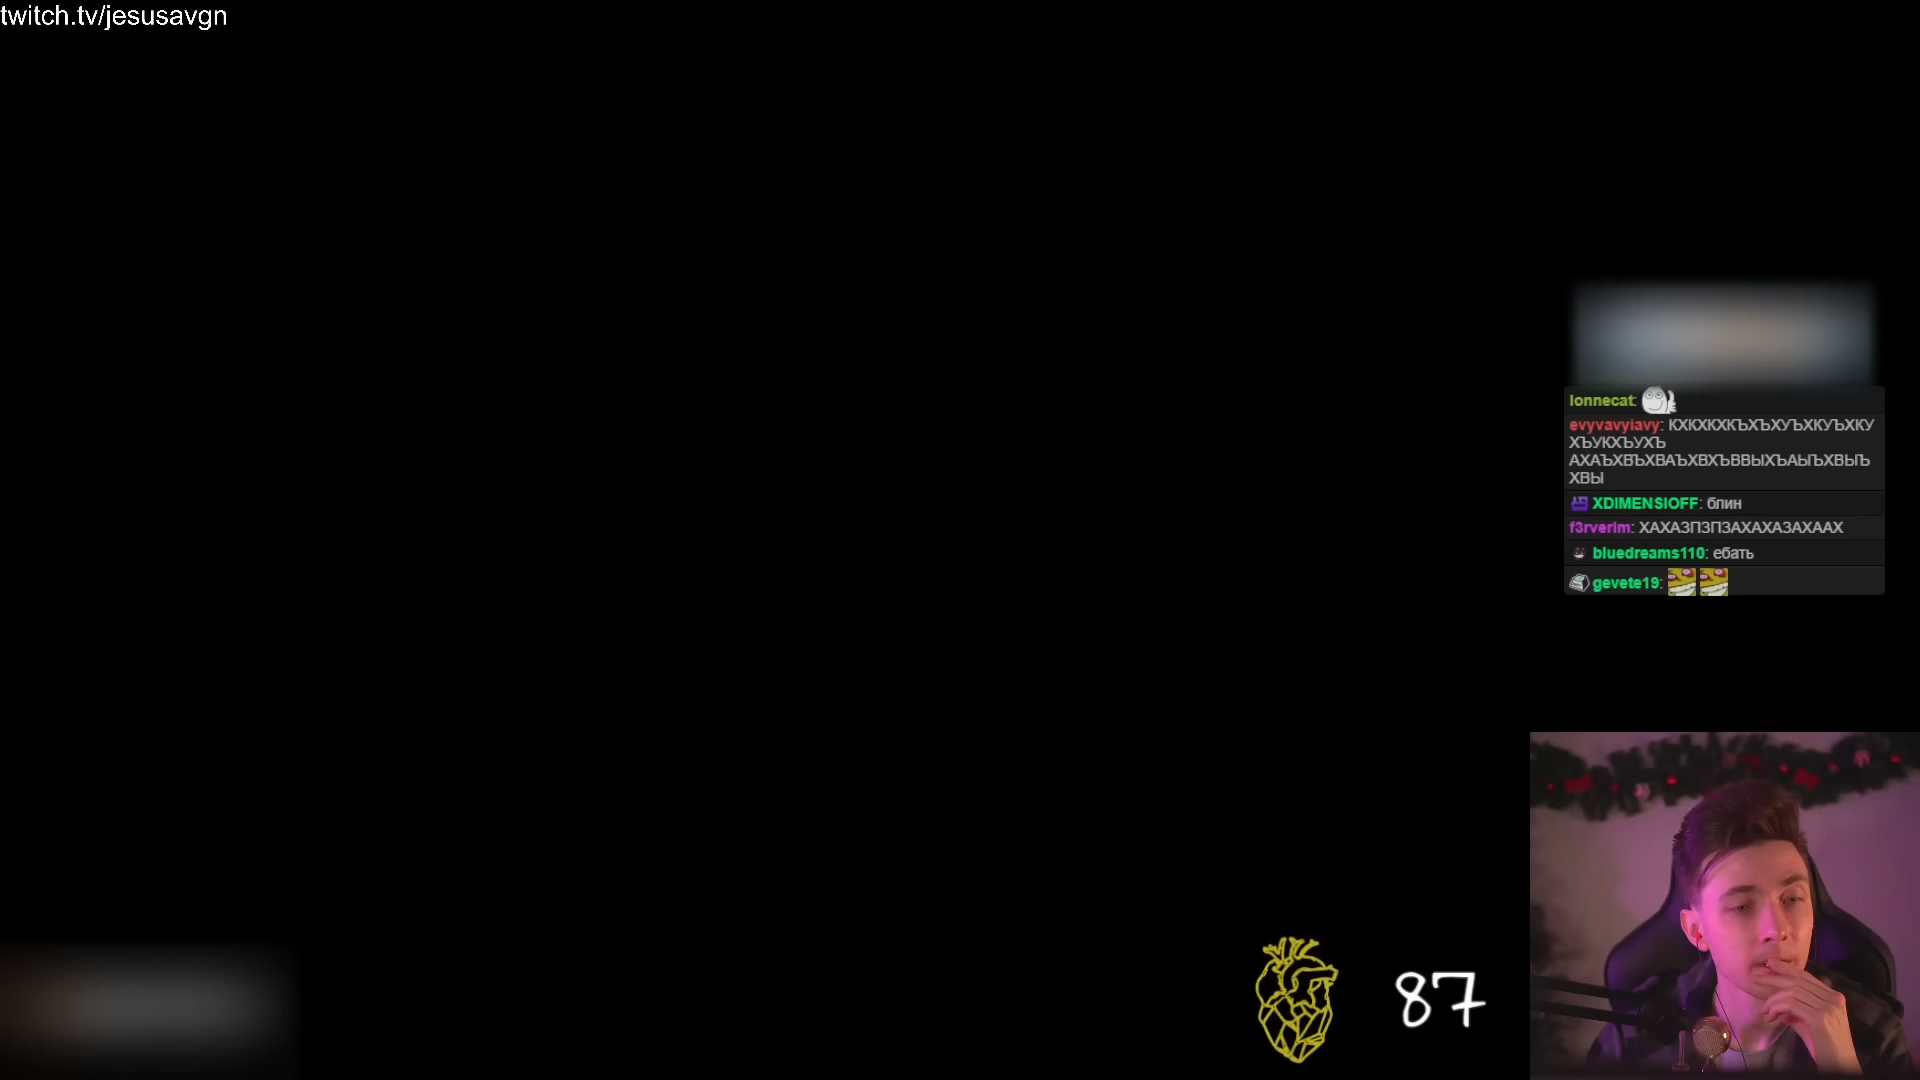 twitch.tv/jesusavgn
lonnecat:
evyvavyiavy: КХКХКХКЪХЪХУЪХКУЪХКУ
ХЪУКХЪУХЪ
АХАЪХВЪХВАЪХВХЪВВЫХЪАЫЪХВЫЪ
ХВЫ
XDIMENSIOFF: блин
f3rverlm: ХАХАЗПЗПЗАХАХАЗАХААХ
bluedreams110: ебать
gevete19:
87